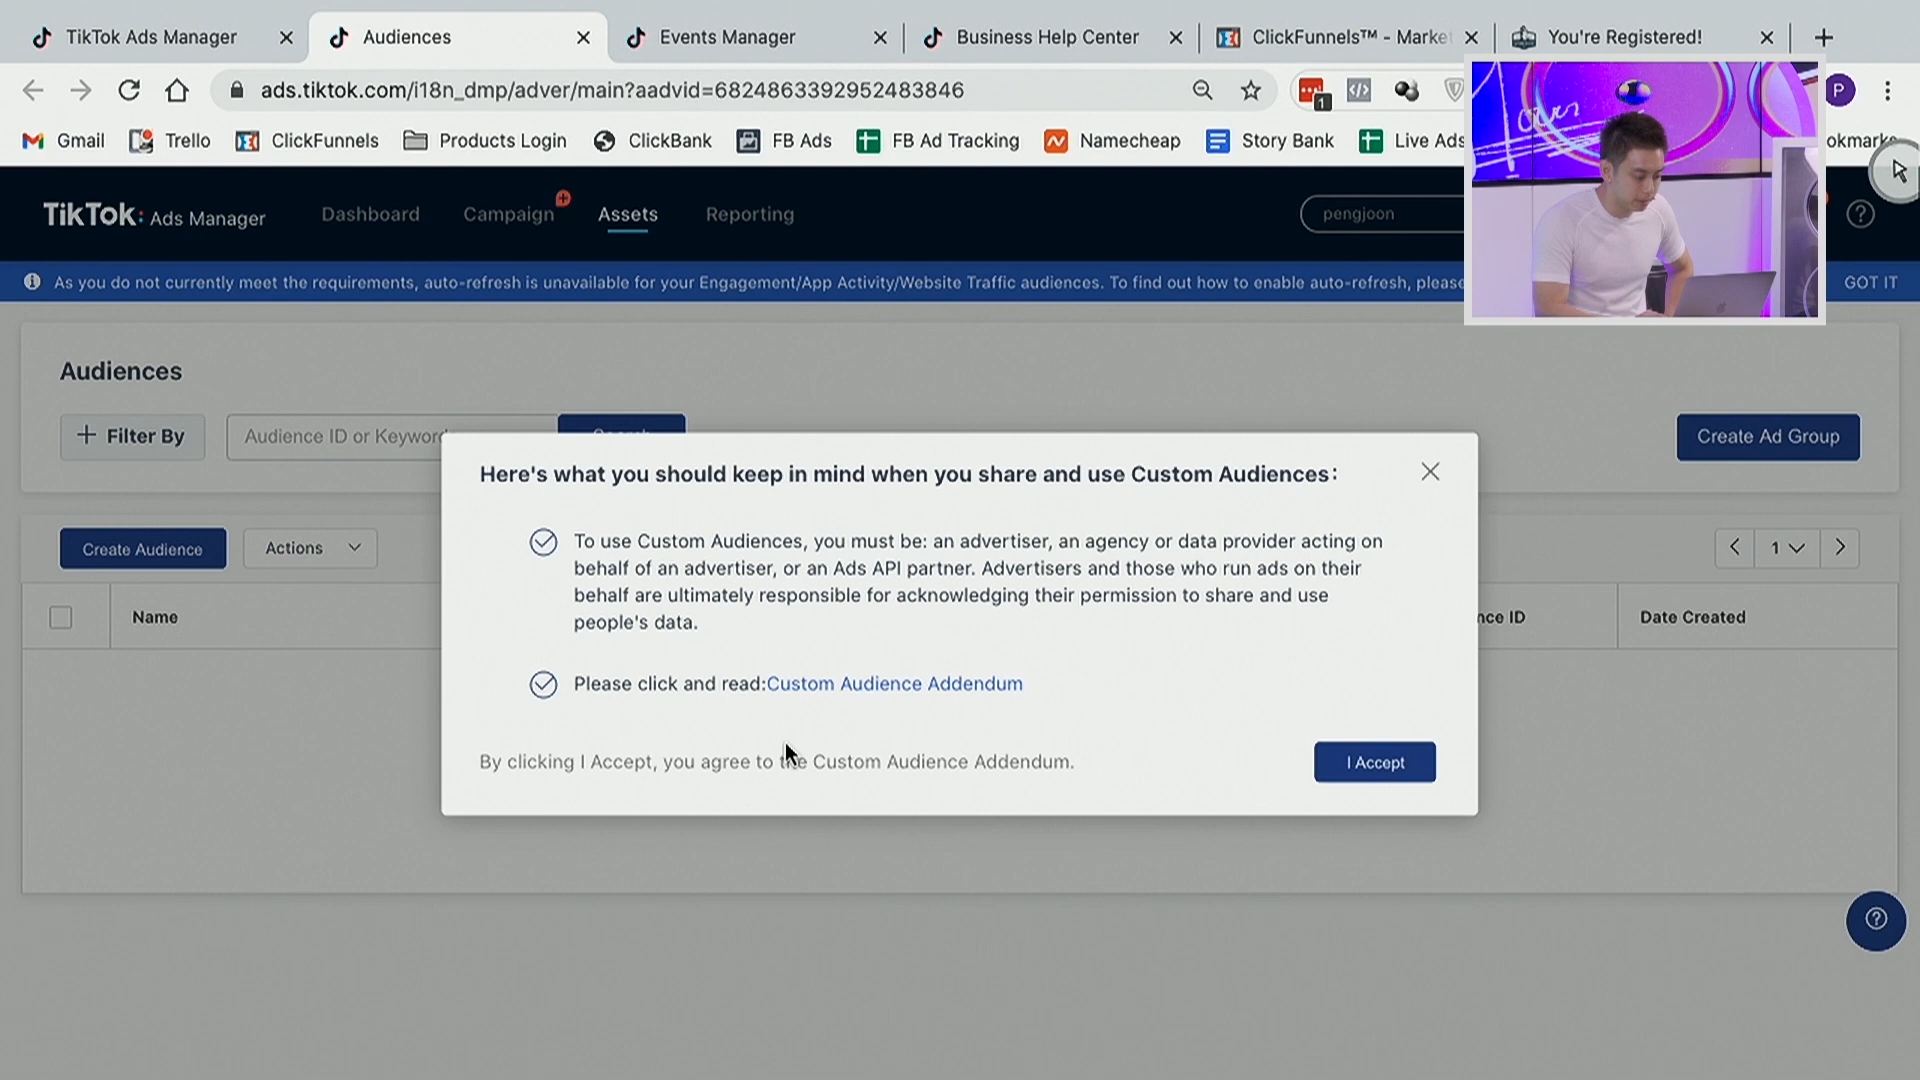 TikTok Ads Manager
Audiences
Events Manager
Business Help Center
ClickFunnels™ - Marke
You're Registered!
ads.tiktok.com/i18n_dmp/adver/main?aadvid=6824863392952483846
1
P
Gmail
Trello
ClickFunnels
Products Login
ClickBank
FB Ads
FB Ad Tracking
Namecheap
Story Bank
Live Ads
okmarks
TikTok: Ads Manager
Dashboard
Campaign
Assets
Reporting
pengjoon
As you do not currently meet the requirements, auto-refresh is unavailable for your Engagement/App Activity/Website Traffic audiences. To find out how to enable auto-refresh, please
GOT IT
Audiences
+ Filter By
Audience ID or Keyword
Search
Create Ad Group
Create Audience
Actions
1
Name
nce ID
Date Created
Here's what you should keep in mind when you share and use Custom Audiences:
To use Custom Audiences, you must be: an advertiser, an agency or data provider acting on
behalf of an advertiser, or an Ads API partner. Advertisers and those who run ads on their
behalf are ultimately responsible for acknowledging their permission to share and use
people's data.
Please click and read:Custom Audience Addendum
By clicking I Accept, you agree to the Custom Audience Addendum.
I Accept